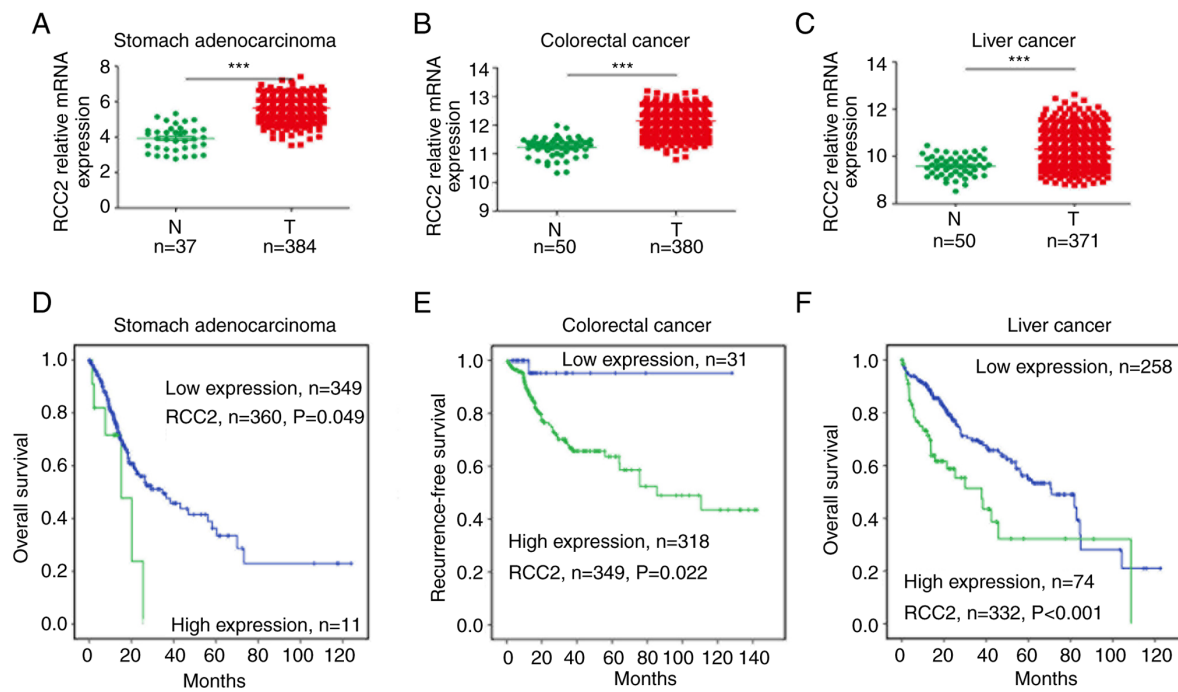 A
Stomach adenocarcinoma
RCC2 relative mRNA
expression
8
6
4
2
0
***
N
T
n=37
n=384
B
Colorectal cancer
RCC2 relative mRNA
expression
14
13
12
11
10
9
***
N
T
n=50
n=380
C
Liver cancer
RCC2 relative mRNA
expression
14
12
10
8
***
N
T
n=50
n=371
D
Stomach adenocarcinoma
Overall survival
1.0
0.8
0.6
0.4
0.2
0.0
Low expression, n=349
RCC2, n=360, P=0.049
High expression, n=11
0 20 40 60 80 100 120
Months
E
Colorectal cancer
Recurrence-free survival
1.0
0.8
0.6
0.4
0.2
0.0
Low expression, n=31
High expression, n=318
RCC2, n=349, P=0.022
0 20 40 60 80 100 120 140
Months
F
Liver cancer
Overall survival
1.0
0.8
0.6
0.4
0.2
0.0
Low expression, n=258
High expression, n=74
RCC2, n=332, P<0.001
0 20 40 60 80 100 120
Months